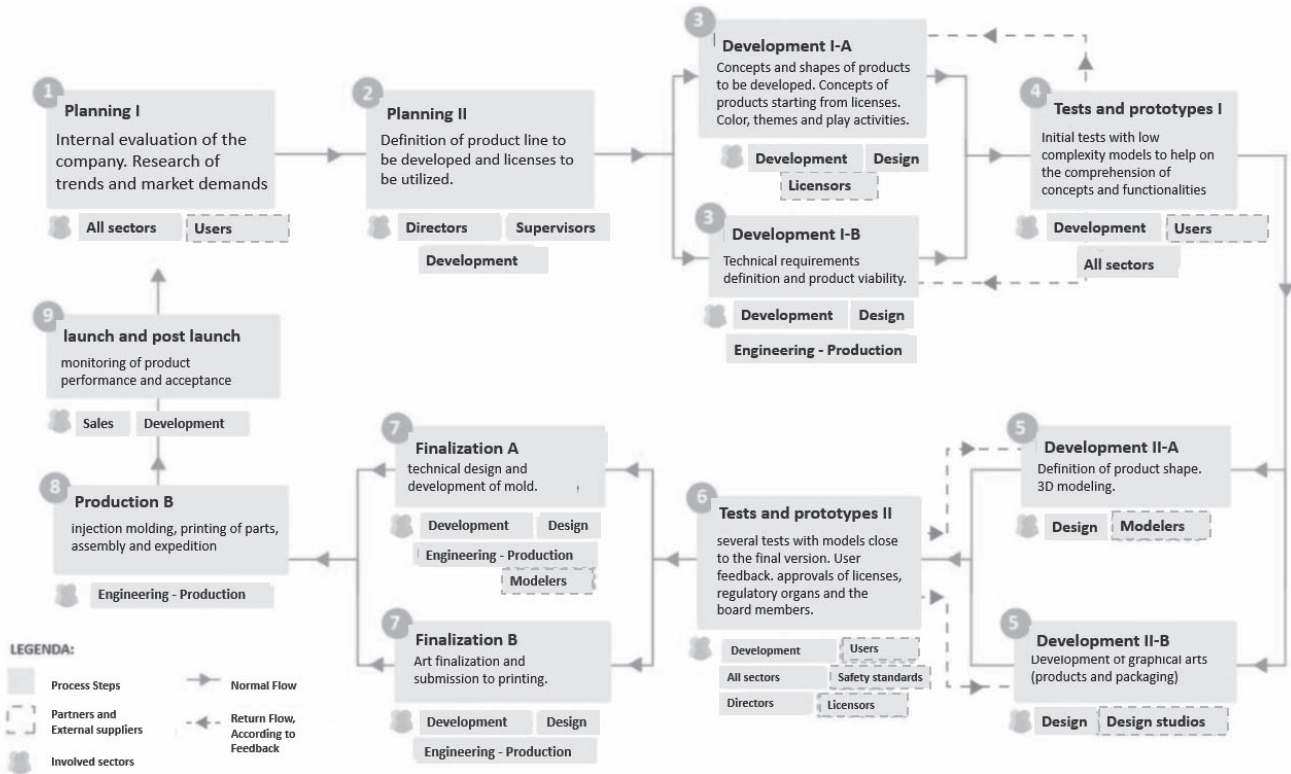 1
Planning I
Internal evaluation of the
company. Research of
trends and market demands
All sectors
Users
2
Planning II
Definition of product line to
be developed and licenses to
be utilized.
Directors
Supervisors
Development
3
Development I-A
Concepts and shapes of products
to be developed. Concepts of
products starting from licenses.
Color, themes and play activities.
Development
Design
Licensors
3
Development I-B
Technical requirements
definition and product viability.
Development
Design
Engineering - Production
4
Tests and prototypes I
Initial tests with low
complexity models to help on
the comprehension of
concepts and functionalities
Development
Users
All sectors
5
Development II-A
Definition of product shape.
3D modeling.
Design
Modelers
5
Development II-B
Development of graphical arts
(products and packaging)
Design
Design studios
6
Tests and prototypes II
several tests with models close
to the final version. User
feedback. approvals of licenses,
regulatory organs and the
board members.
Development
Users
All sectors
Safety standards
Directors
Licensors
7
Finalization A
technical design and
development of mold.
Development
Design
Engineering - Production
Modelers
7
Finalization B
Art finalization and
submission to printing.
Development
Design
Engineering - Production
8
Production B
injection molding, printing of parts,
assembly and expedition
Engineering - Production
9
launch and post launch
monitoring of product
performance and acceptance
Sales
Development
LEGENDA:
Process Steps
Normal Flow
Partners and
External suppliers
Return Flow,
According to
Feedback
Involved sectors